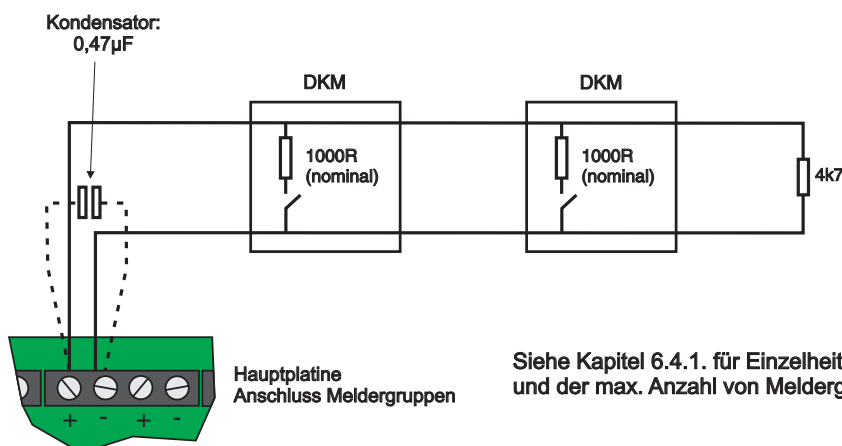 Kondensator:
0,47µF
DKM
DKM
1000R
(nominal)
1000R
(nominal)
4k7
Hauptplatine
Anschluss Meldergruppen
Siehe Kapitel 6.4.1. für
und der max. Anzahl von
+ - + -